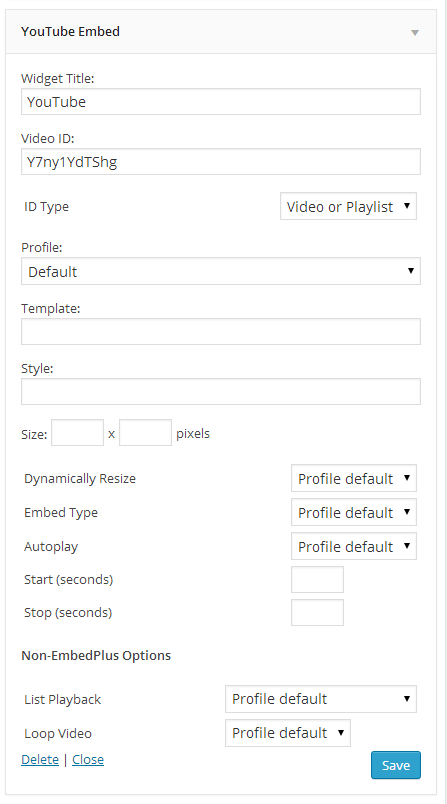 YouTube Embed
Widget Title:
YouTube
Video ID:
Y7ny1YdTShg
ID Type Video or Playlist
Profile:
Default
Template:
Style:
Size: x pixels
Dynamically Resize Profile default
Embed Type Profile default
Autoplay Profile default
Start (seconds)
Stop (seconds)
Non-EmbedPlus Options
List Playback Profile default
Loop Video Profile default
Delete | Close Save